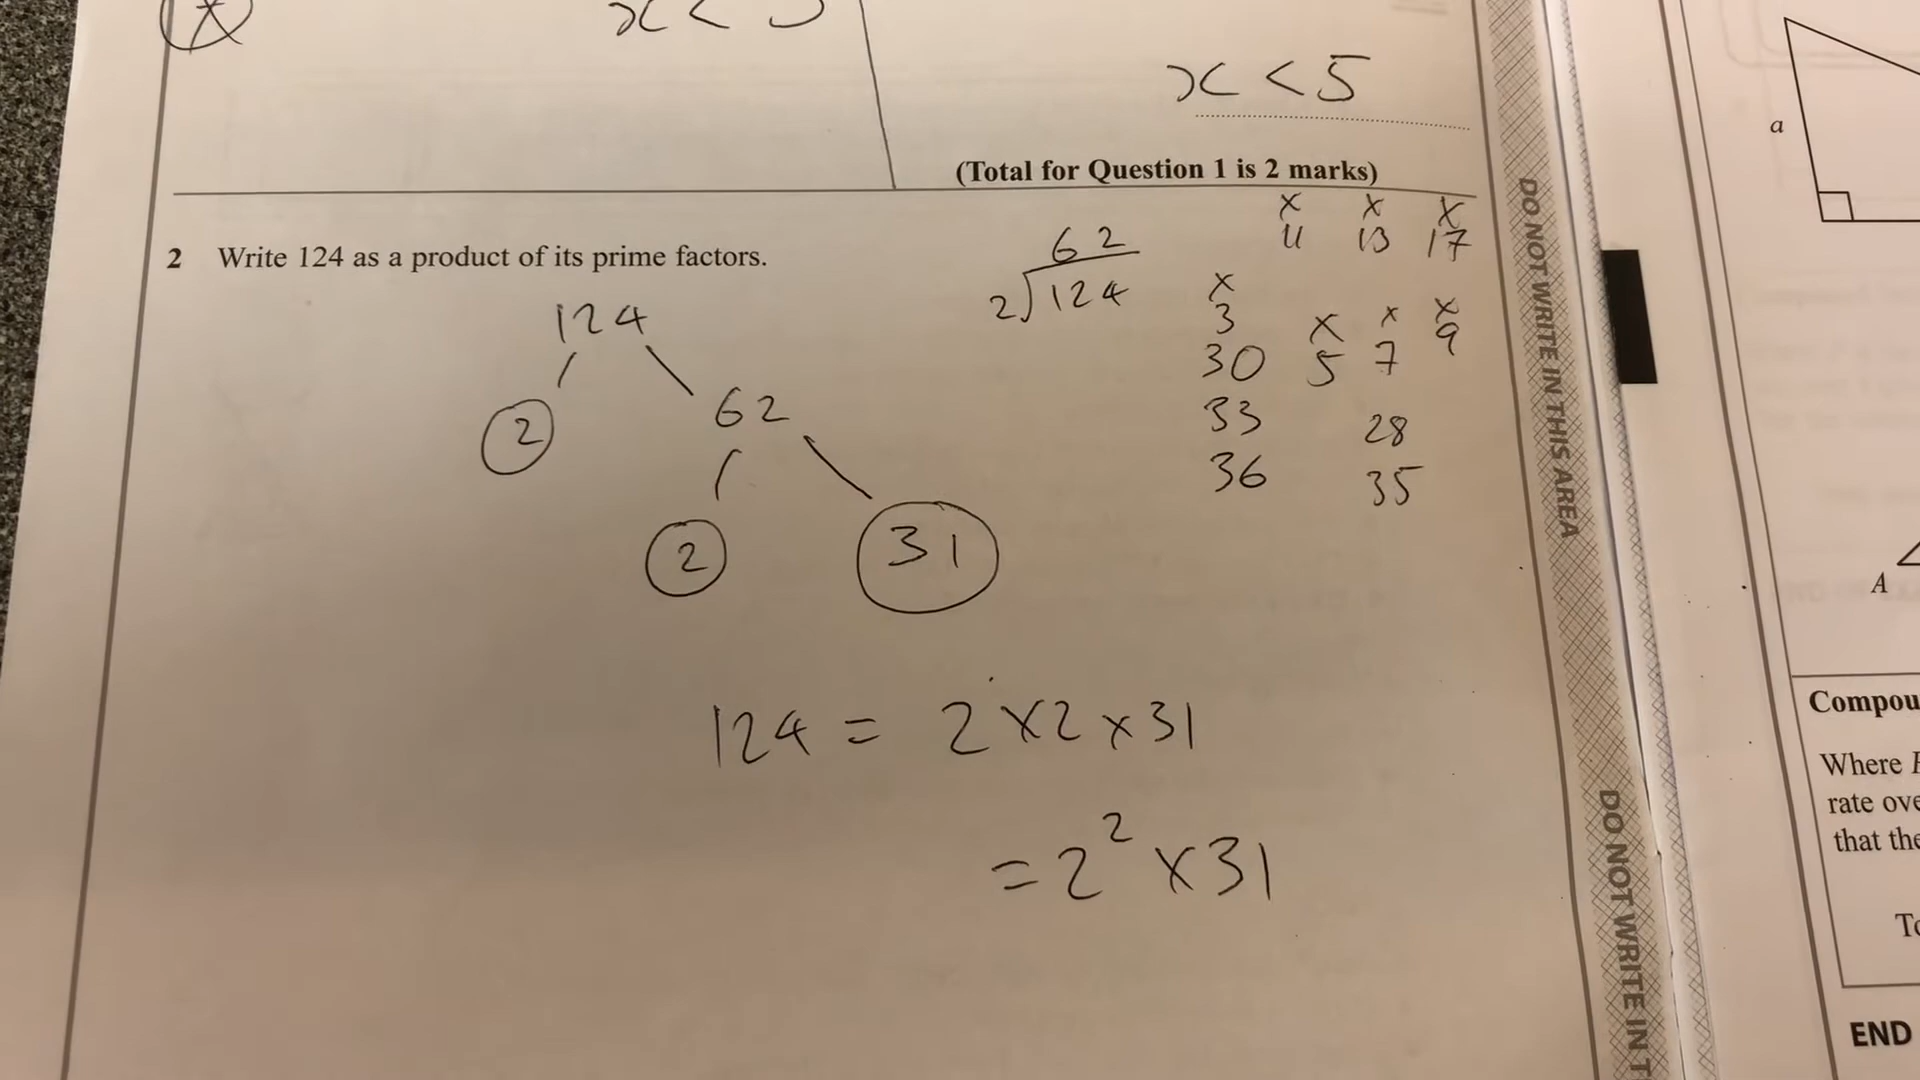 x < 5
(Total for Question 1 is 2 marks)
2 Write 124 as a product of its prime factors.
62
2)124
x x x
11 13 17
x
3
30
33
36
x
5
x
7
28
35
x
9
124
2 62
2 31
124 = 2 x 2 x 31
= 2² x 31
DO NOT WRITE IN THIS AREA
DO NOT WRITE IN T
a
A
Compou
Where
rate ove
that the
To
END